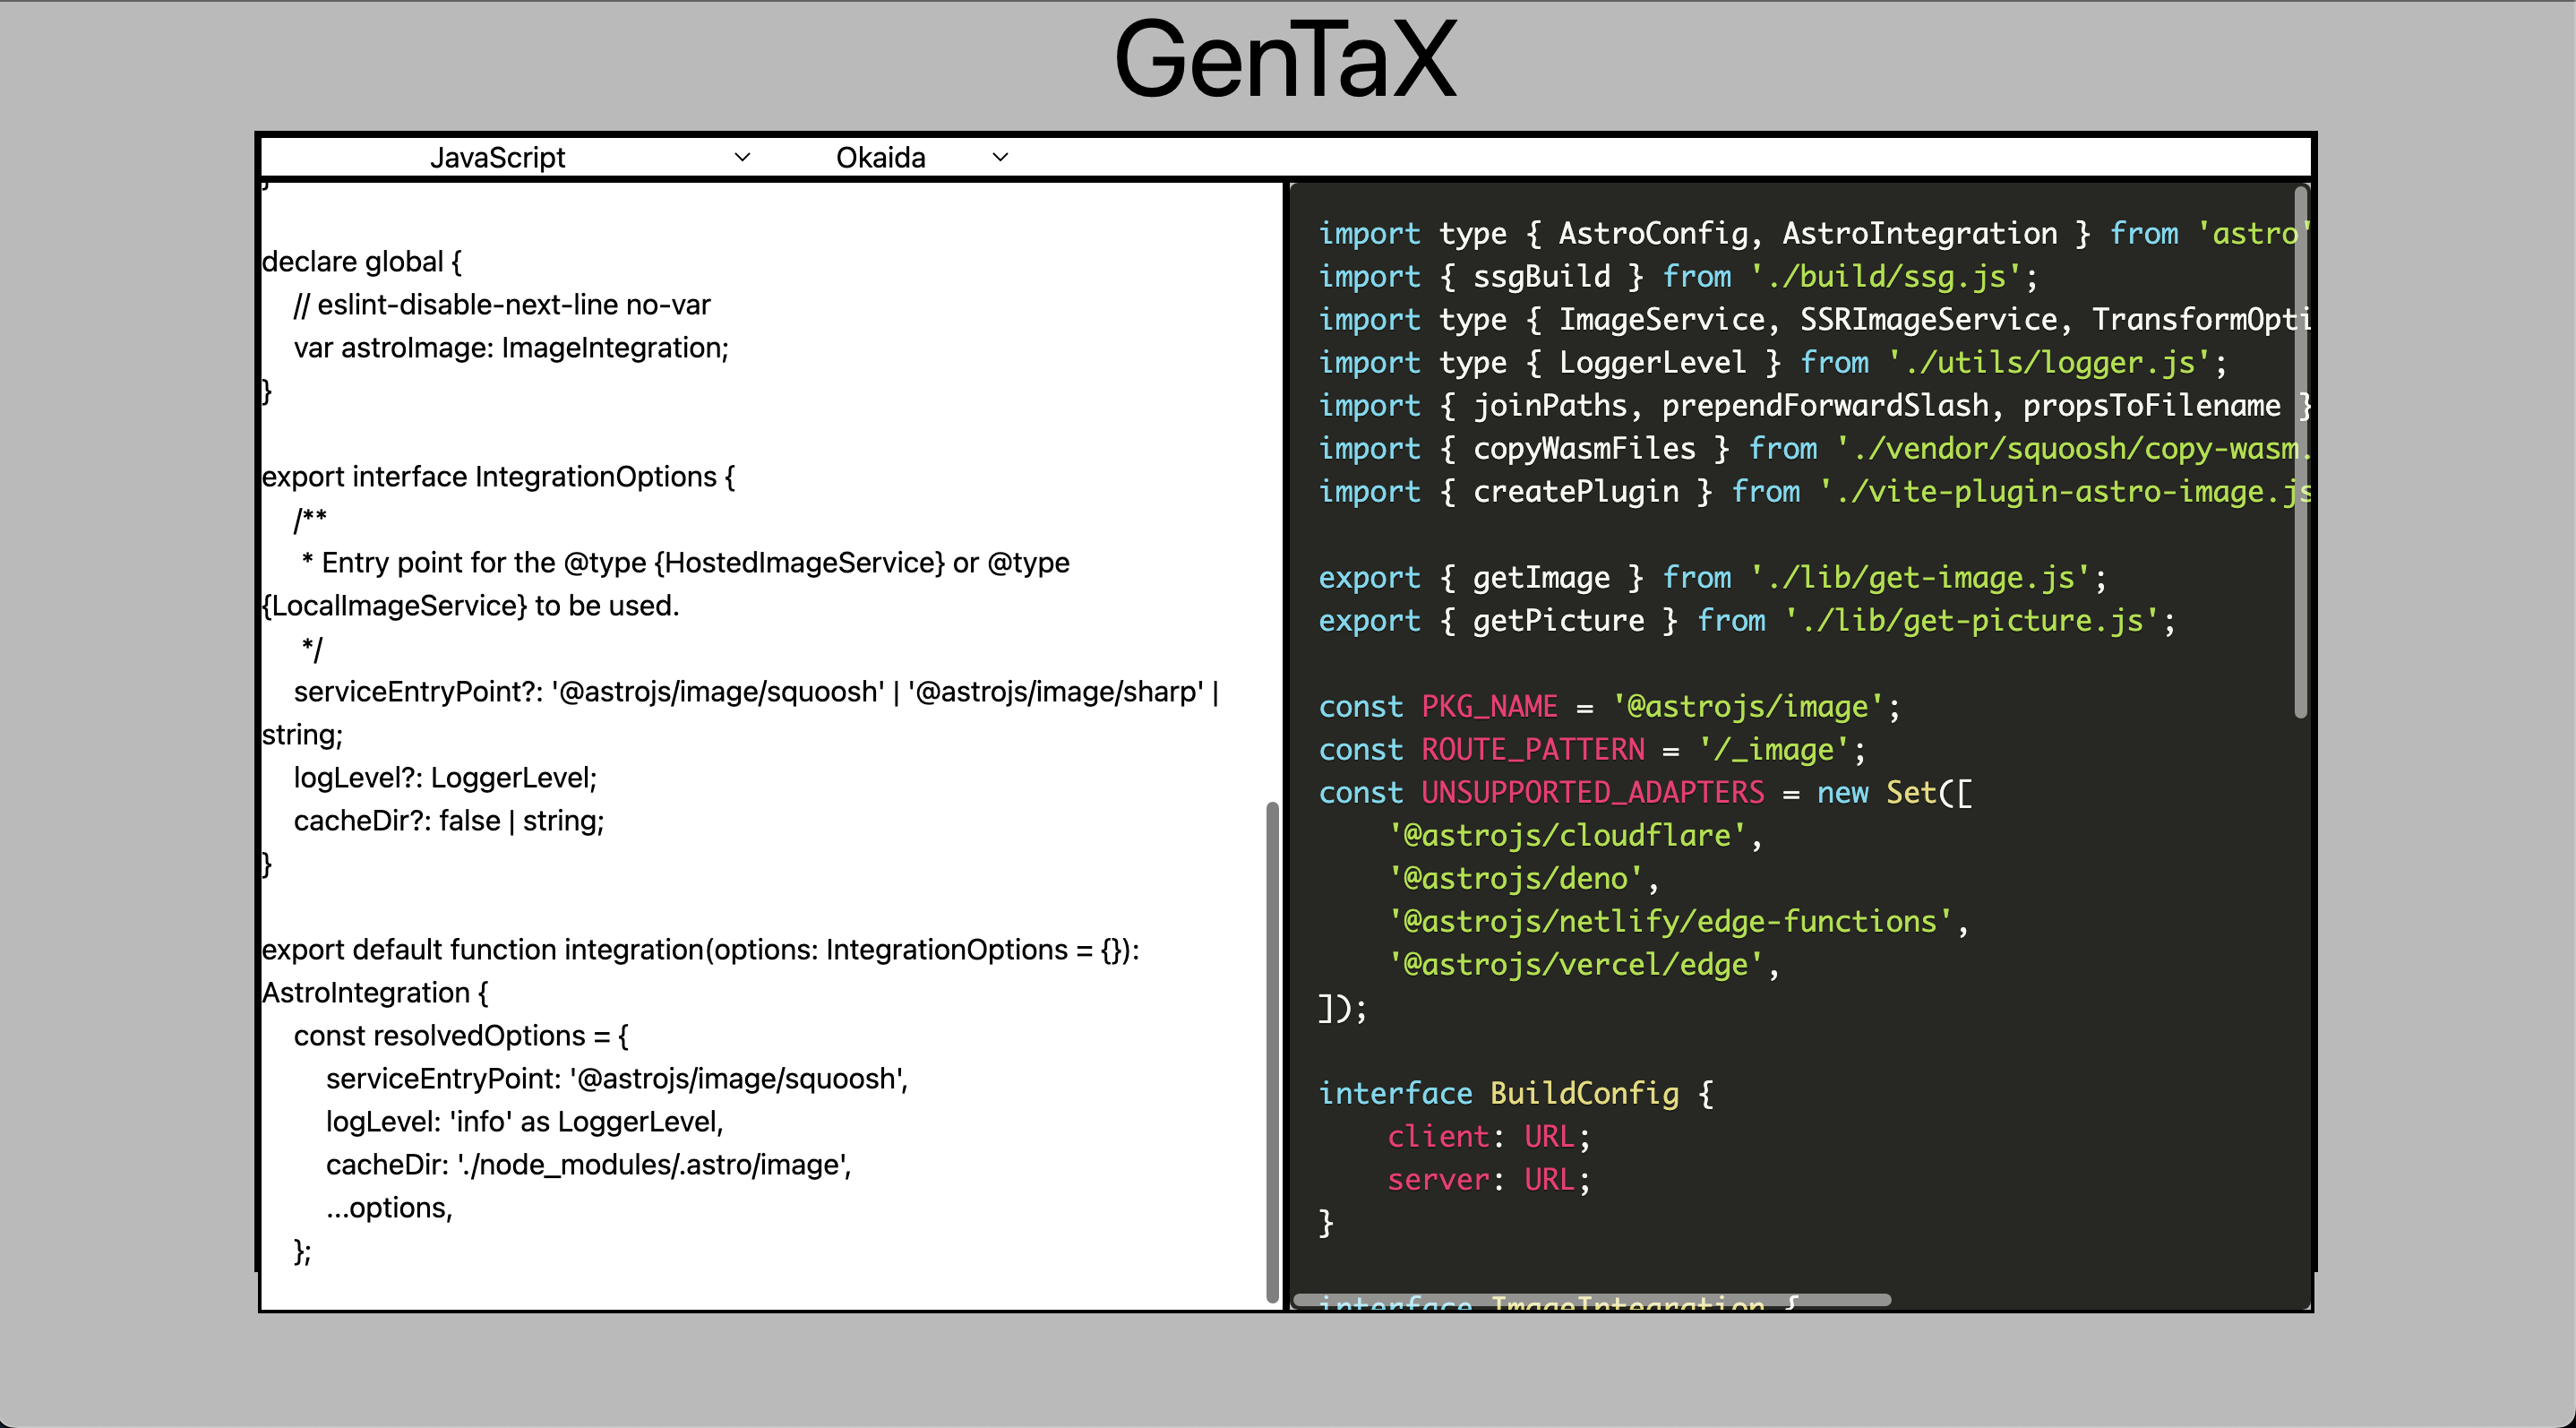 GenTaX
JavaScript
Okaida
}
declare global {
// eslint-disable-next-line no-var
var astroImage: ImageIntegration;
}
export interface IntegrationOptions {
/**
* Entry point for the @type {HostedImageService} or @type
{LocalImageService} to be used.
*/
serviceEntryPoint?: '@astrojs/image/squoosh' | '@astrojs/image/sharp' |
string;
logLevel?: LoggerLevel;
cacheDir?: false | string;
}
export default function integration(options: IntegrationOptions = {}):
AstroIntegration {
const resolvedOptions = {
serviceEntryPoint: '@astrojs/image/squoosh',
logLevel: 'info' as LoggerLevel,
cacheDir: './node_modules/.astro/image',
...options,
};
import type { AstroConfig, AstroIntegration } from 'astro'
import { ssgBuild } from './build/ssg.js';
import type { ImageService, SSRImageService, TransformOpti
import type { LoggerLevel } from './utils/logger.js';
import { joinPaths, prependForwardSlash, propsToFilename }
import { copyWasmFiles } from './vendor/squoosh/copy-wasm.
import { createPlugin } from './vite-plugin-astro-image.js
export { getImage } from './lib/get-image.js';
export { getPicture } from './lib/get-picture.js';
const PKG_NAME = '@astrojs/image';
const ROUTE_PATTERN = '/_image';
const UNSUPPORTED_ADAPTERS = new Set([
'@astrojs/cloudflare',
'@astrojs/deno',
'@astrojs/netlify/edge-functions',
'@astrojs/vercel/edge',
]);
interface BuildConfig {
client: URL;
server: URL;
}
interface ImageIntegration {